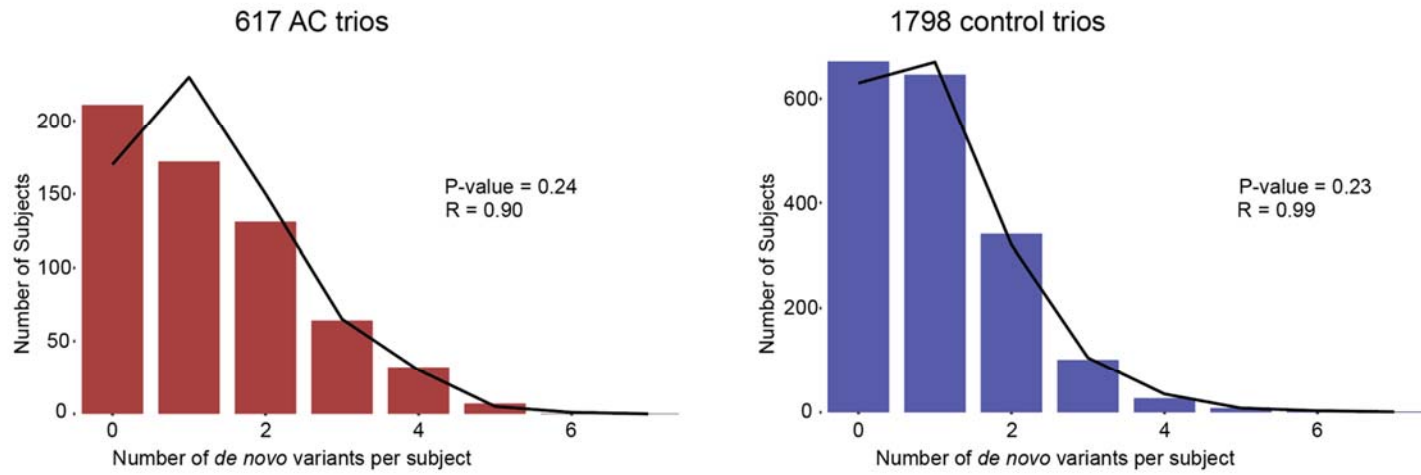 617 AC trios
Number of Subjects
200
150
100
50
0
P-value = 0.24
R = 0.90
0 2 4 6
Number of de novo variants per subject
1798 control trios
Number of Subjects
600
400
200
0
P-value = 0.23
R = 0.99
0 2 4 6
Number of de novo variants per subject